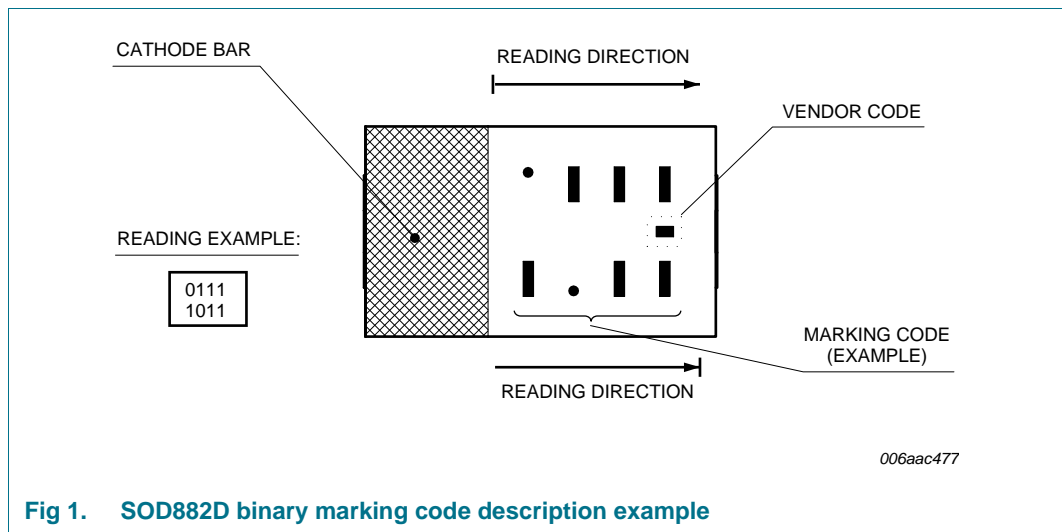 CATHODE BAR
READING DIRECTION
VENDOR CODE
READING EXAMPLE:
0111
1011
MARKING CODE
(EXAMPLE)
READING DIRECTION
006aac477
Fig 1. SOD882D binary marking code description example